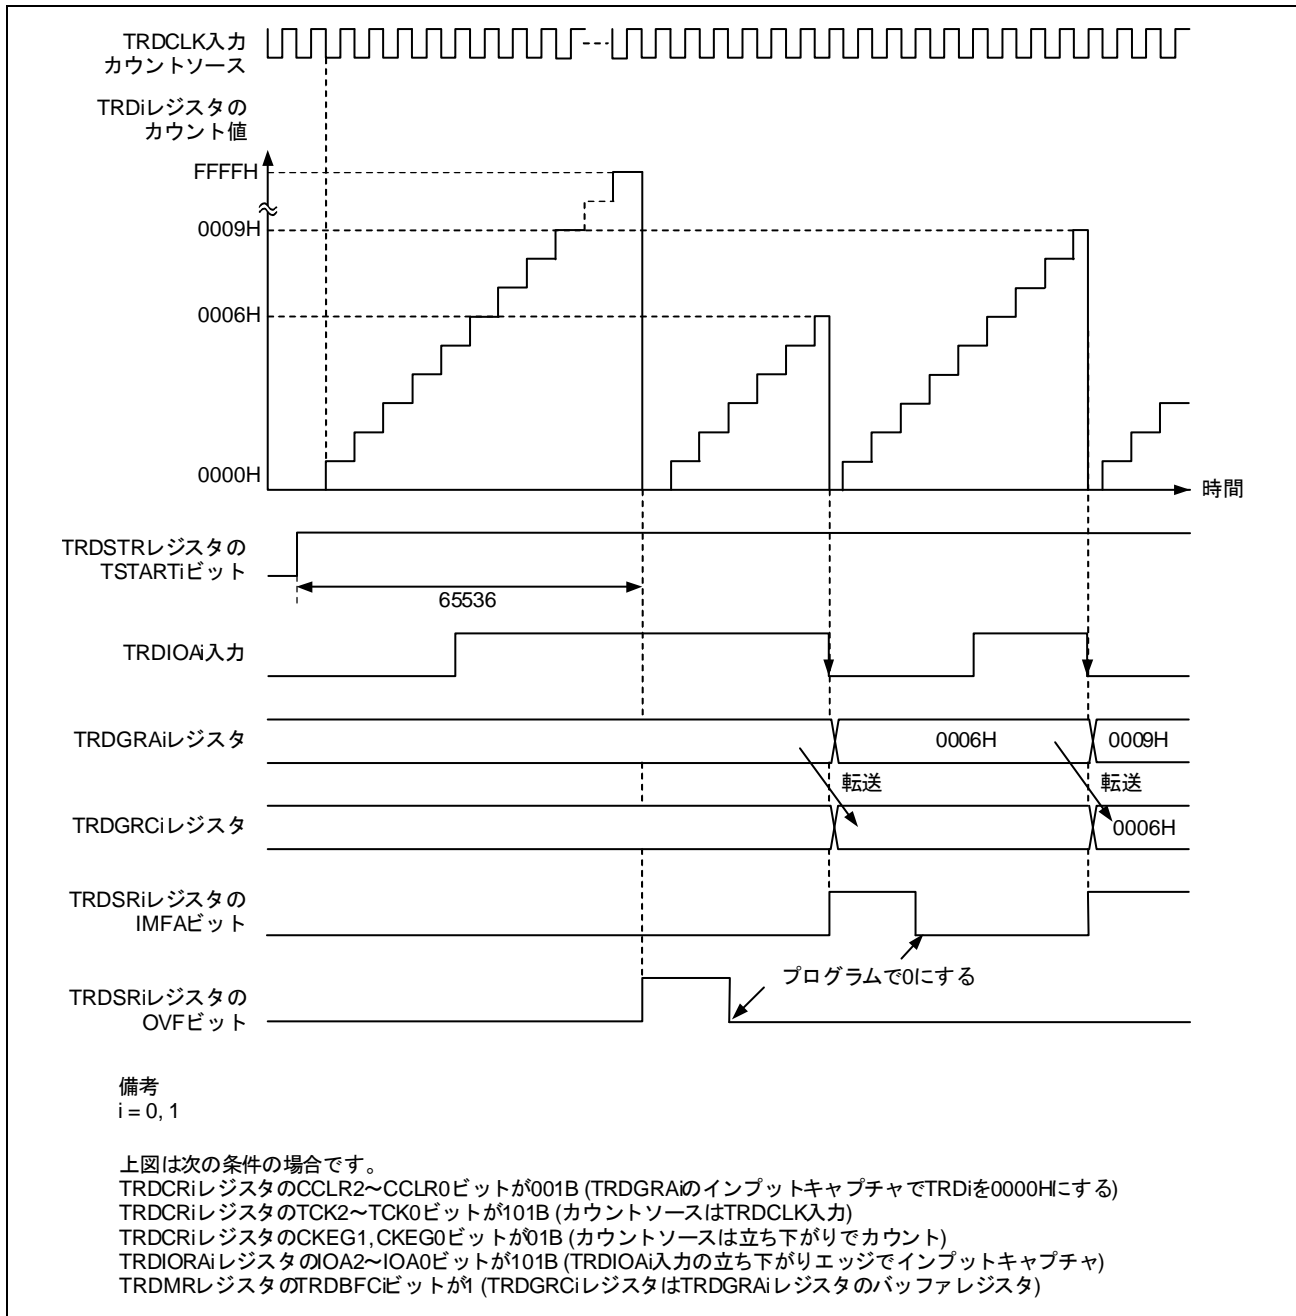 TRDCLK入力
カウントソース
TRDiレジスタの
カウント値
FFFFH
0009H
0006H
0000H
時間
TRDSTRレジスタの
TSTARTiビット
65536
TRDIOAi入力
TRDGRAiレジスタ
0006H
0009H
転送
転送
TRDGRCiレジスタ
0006H
TRDSRiレジスタの
IMFAビット
プログラムで0にする
TRDSRiレジスタの
OVFビット
備考
i = 0, 1
上図は次の条件の場合です。
TRDCRiレジスタのCCLR2～CCLR0ビットが001B (TRDGRAiのインプットキャプチャでTRDiを0000Hにする)
TRDCRiレジスタのTCK2～TCK0ビットが101B (カウントソースはTRDCLK入力)
TRDCRiレジスタのCKEG1, CKEG0ビットが01B (カウントソースは立ち下がりでカウント)
TRDIORAiレジスタのIOA2～IOA0ビットが101B (TRDIOAi入力の立ち下がりエッジでインプットキャプチャ)
TRDMRレジスタのTRDBFCiビットが1 (TRDGRCiレジスタはTRDGRAiレジスタのバッファレジスタ)